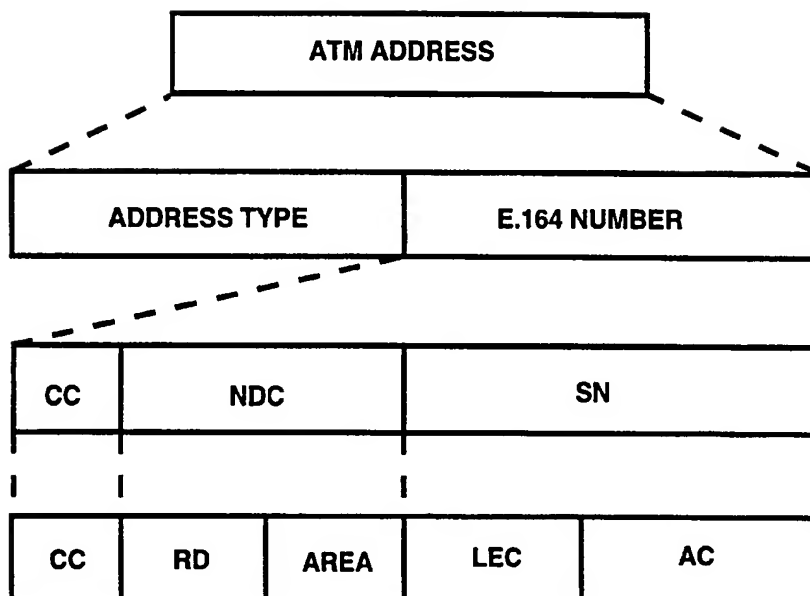 ATM ADDRESS
ADDRESS TYPE E.164 NUMBER
CC NDC SN
CC RD AREA LEC AC